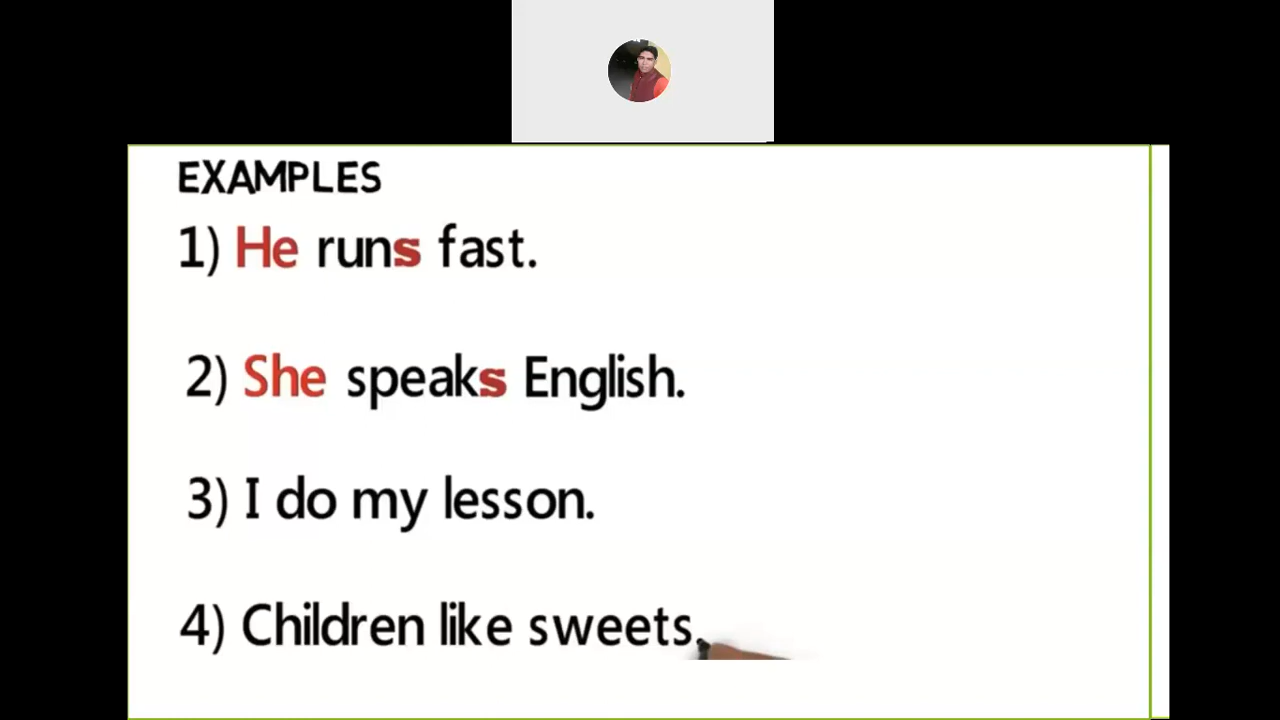 EXAMPLES
1) He runs fast.
2) She speaks English.
3) I do my lesson.
4) Children like sweets.